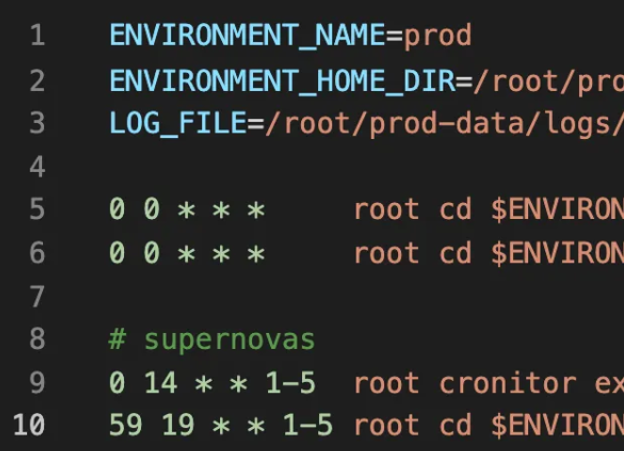 1 ENVIRONMENT_NAME=prod
2 ENVIRONMENT_HOME_DIR=/root/pro
3 LOG_FILE=/root/prod-data/logs/
4
5 0 0 * * * root cd $ENVIRON
6 0 0 * * * root cd $ENVIRON
7
8 # supernovas
9 0 14 * * 1-5 root cronitor ex
10 59 19 * * 1-5 root cd $ENVIRON